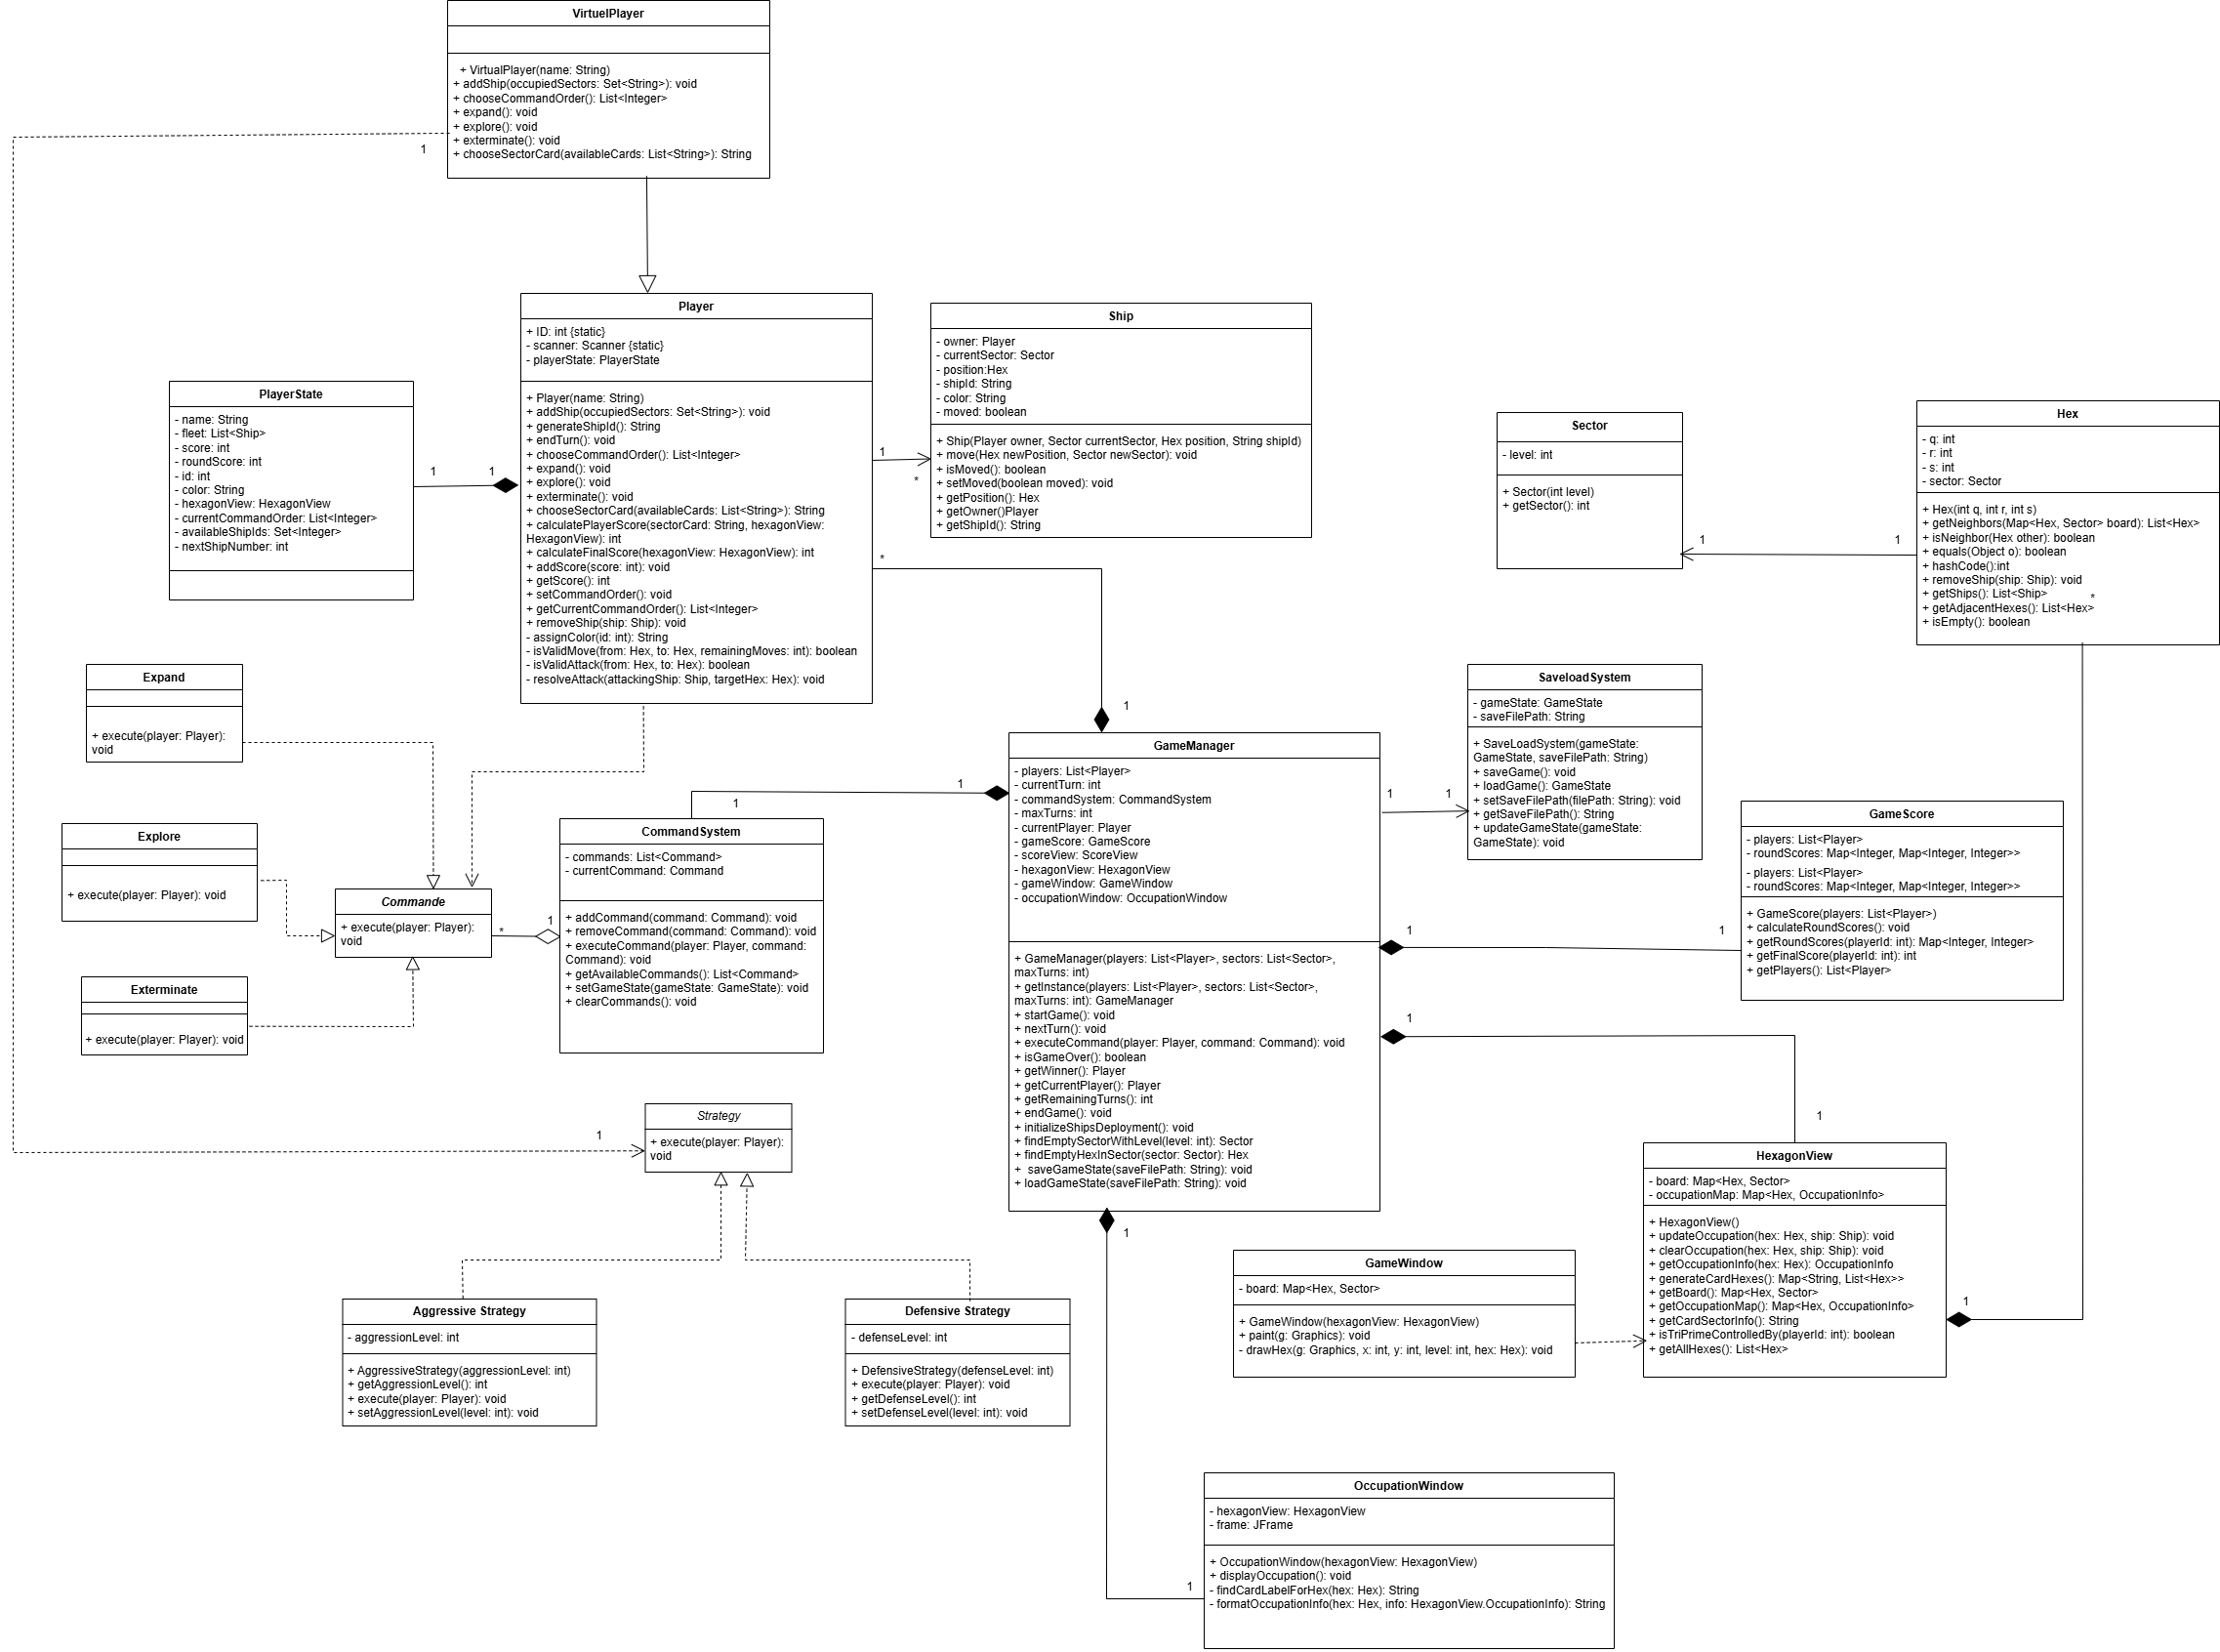 VirtuelPlayer
+ VirtualPlayer(name: String)
+ addShip(occupiedSectors: Set<String>): void
+ chooseCommandOrder(): List<Integer>
+ expand(): void
+ explore(): void
+ exterminate(): void
+ chooseSectorCard(availableCards: List<String>): String
1
Player
+ ID: int {static}
- scanner: Scanner {static}
- playerState: PlayerState
+ Player(name: String)
+ addShip(occupiedSectors: Set<String>): void
+ generateShipId(): String
+ endTurn(): void
+ chooseCommandOrder(): List<Integer>
+ expand(): void
+ explore(): void
+ exterminate(): void
+ chooseSectorCard(availableCards: List<String>): String
+ calculatePlayerScore(sectorCard: String, hexagonView:
HexagonView): int
+ calculateFinalScore(hexagonView: HexagonView): int
+ addScore(score: int): void
+ getScore(): int
+ setCommandOrder(): void
+ getCurrentCommandOrder(): List<Integer>
+ removeShip(ship: Ship): void
- assignColor(id: int): String
- isValidMove(from: Hex, to: Hex, remainingMoves: int): boolean
- isValidAttack(from: Hex, to: Hex): boolean
- resolveAttack(attackingShip: Ship, targetHex: Hex): void
Ship
- owner: Player
- currentSector: Sector
- position:Hex
- shipId: String
- color: String
- moved: boolean
+ Ship(Player owner, Sector currentSector, Hex position, String shipId)
+ move(Hex newPosition, Sector newSector): void
+ isMoved(): boolean
+ setMoved(boolean moved): void
+ getPosition(): Hex
+ getOwner()Player
+ getShipId(): String
1
*
*
PlayerState
- name: String
- fleet: List<Ship>
- score: int
- roundScore: int
- id: int
- color: String
- hexagonView: HexagonView
- currentCommandOrder: List<Integer>
- availableShipIds: Set<Integer>
- nextShipNumber: int
1
1
Sector
- level: int
+ Sector(int level)
+ getSector(): int
1
1
Hex
- q: int
- r: int
- s: int
- sector: Sector
+ Hex(int q, int r, int s)
+ getNeighbors(Map<Hex, Sector> board): List<Hex>
+ isNeighbor(Hex other): boolean
+ equals(Object o): boolean
+ hashCode():int
+ removeShip(ship: Ship): void
+ getShips(): List<Ship>
*
+ getAdjacentHexes(): List<Hex>
+ isEmpty(): boolean
Expand
+ execute(player: Player):
void
Explore
+ execute(player: Player): void
Exterminate
+ execute(player: Player): void
Commande
+ execute(player: Player):
void
*
1
CommandSystem
- commands: List<Command>
- currentCommand: Command
+ addCommand(command: Command): void
+ removeCommand(command: Command): void
+ executeCommand(player: Player, command:
Command): void
+ getAvailableCommands(): List<Command>
+ setGameState(gameState: GameState): void
+ clearCommands(): void
1
1
1
GameManager
- players: List<Player>
- currentTurn: int
- commandSystem: CommandSystem
- maxTurns: int
- currentPlayer: Player
- gameScore: GameScore
- scoreView: ScoreView
- hexagonView: HexagonView
- gameWindow: GameWindow
- occupationWindow: OccupationWindow
+ GameManager(players: List<Player>, sectors: List<Sector>,
maxTurns: int)
+ getInstance(players: List<Player>, sectors: List<Sector>,
maxTurns: int): GameManager
+ startGame(): void
+ nextTurn(): void
+ executeCommand(player: Player, command: Command): void
+ isGameOver(): boolean
+ getWinner(): Player
+ getCurrentPlayer(): Player
+ getRemainingTurns(): int
+ endGame(): void
+ initializeShipsDeployment(): void
+ findEmptySectorWithLevel(level: int): Sector
+ findEmptyHexInSector(sector: Sector): Hex
+ saveGameState(saveFilePath: String): void
+ loadGameState(saveFilePath: String): void
1
1
SaveloadSystem
- gameState: GameState
- saveFilePath: String
+ SaveLoadSystem(gameState:
GameState, saveFilePath: String)
+ saveGame(): void
+ loadGame(): GameState
+ setSaveFilePath(filePath: String): void
+ getSaveFilePath(): String
+ updateGameState(gameState:
GameState): void
GameScore
- players: List<Player>
- roundScores: Map<Integer, Map<Integer, Integer>>
- players: List<Player>
- roundScores: Map<Integer, Map<Integer, Integer>>
+ GameScore(players: List<Player>)
+ calculateRoundScores(): void
+ getRoundScores(playerId: int): Map<Integer, Integer>
+ getFinalScore(playerId: int): int
+ getPlayers(): List<Player>
1
1
1
1
Strategy
+ execute(player: Player):
void
1
Aggressive Strategy
- aggressionLevel: int
+ AggressiveStrategy(aggressionLevel: int)
+ getAggressionLevel(): int
+ execute(player: Player): void
+ setAggressionLevel(level: int): void
Defensive Strategy
- defenseLevel: int
+ DefensiveStrategy(defenseLevel: int)
+ execute(player: Player): void
+ getDefenseLevel(): int
+ setDefenseLevel(level: int): void
1
GameWindow
- board: Map<Hex, Sector>
+ GameWindow(hexagonView: HexagonView)
+ paint(g: Graphics): void
- drawHex(g: Graphics, x: int, y: int, level: int, hex: Hex): void
HexagonView
- board: Map<Hex, Sector>
- occupationMap: Map<Hex, OccupationInfo>
+ HexagonView()
+ updateOccupation(hex: Hex, ship: Ship): void
+ clearOccupation(hex: Hex, ship: Ship): void
+ getOccupationInfo(hex: Hex): OccupationInfo
+ generateCardHexes(): Map<String, List<Hex>>
+ getBoard(): Map<Hex, Sector>
+ getOccupationMap(): Map<Hex, OccupationInfo>
+ getCardSectorInfo(): String
+ isTriPrimeControlledBy(playerId: int): boolean
+ getAllHexes(): List<Hex>
1
OccupationWindow
- hexagonView: HexagonView
- frame: JFrame
+ OccupationWindow(hexagonView: HexagonView)
+ displayOccupation(): void
- findCardLabelForHex(hex: Hex): String
- formatOccupationInfo(hex: Hex, info: HexagonView.OccupationInfo): String
1